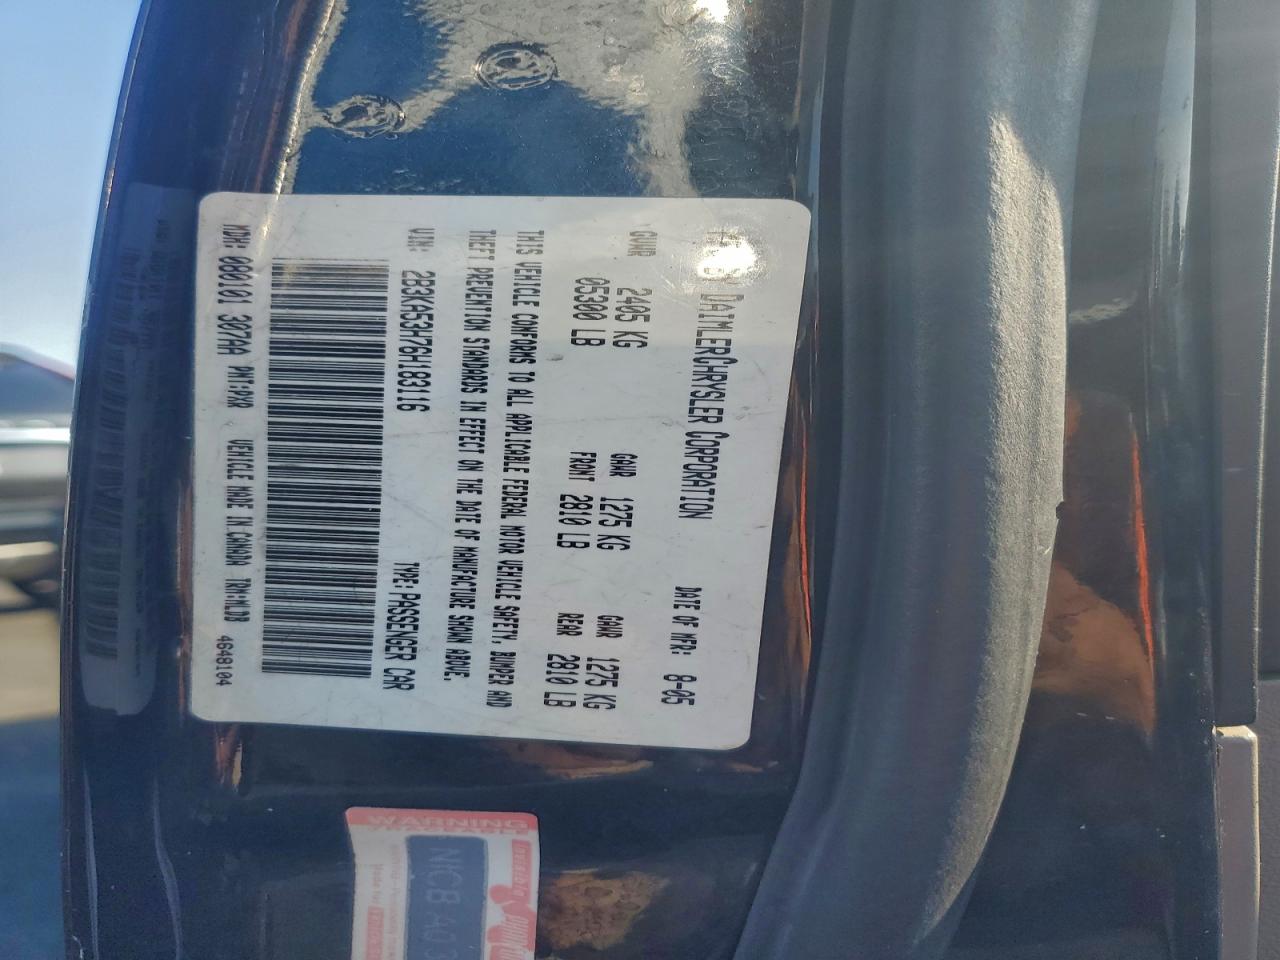 DAIMLERCHRYSLER CORPORATION
DATE OF MFR: 8-05
GVWR 2405 KG
05300 LB
GAWR 1275 KG
FRONT 2810 LB
GAWR 1275 KG
REAR 2810 LB
THIS VEHICLE CONFORMS TO ALL APPLICABLE FEDERAL MOTOR VEHICLE SAFETY, BUMPER AND
THEFT PREVENTION STANDARDS IN EFFECT ON THE DATE OF MANUFACTURE SHOWN ABOVE.
VIN: 2B3KA53H76H183116 TYPE: PASSENGER CAR
MDH: 080101 307AA PNT: PXR VEHICLE MADE IN CANADA TRM: WLDB 4648104
WARNING
NICB